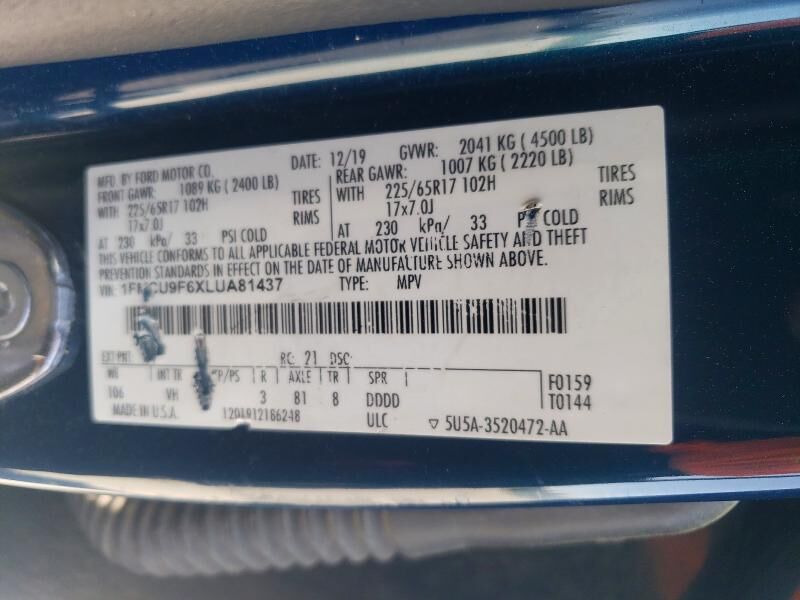 MFD. BY FORD MOTOR CO. DATE: 12/19 GVWR: 2041 KG ( 4500 LB)
FRONT GAWR: 1089 KG ( 2400 LB) REAR GAWR: 1007 KG ( 2220 LB)
WITH 225/65R17 102H TIRES WITH 225/65R17 102H TIRES
17x7.0J RIMS 17x7.0J RIMS
AT 230 kPa/ 33 PSI COLD AT 230 kPa/ 33 COLD
THIS VEHICLE CONFORMS TO ALL APPLICABLE FEDERAL MOTOR VEHICLE SAFETY AND THEFT
PREVENTION STANDARDS IN EFFECT ON THE DATE OF MANUFACTURE SHOWN ABOVE.
VIN: TYPE: MPV
EXT PNT: RC: 21 DSO:
WB INT TR R AXLE TR SPR F0159
106 VH 3 81 8 DDDD T0144
MADE IN U.S.A. ULC ▽ 5U5A-3520472-AA